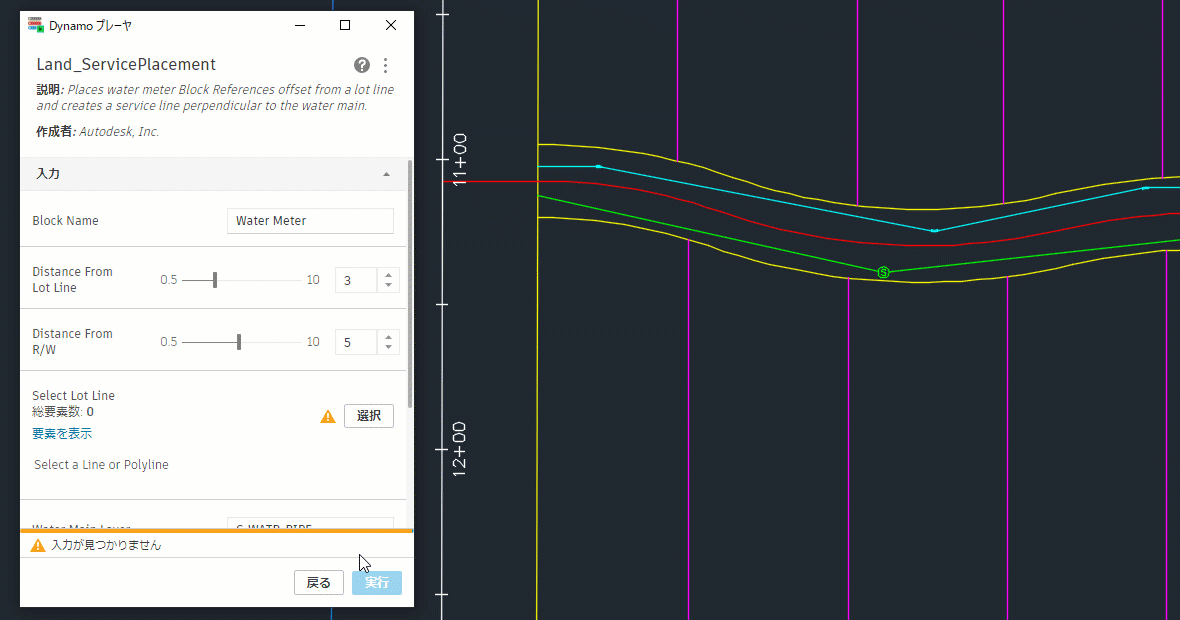 Dynamo プレーヤ
Land_ServicePlacement
説明: Places water meter Block References offset from a lot line
and creates a service line perpendicular to the water main.
作成者: Autodesk, Inc.
入力
Block Name
Water Meter
Distance From
Lot Line
0.5
10
3
Distance From
R/W
0.5
10
5
Select Lot Line
総要素数: 0
選択
要素を表示
Select a Line or Polyline
Water Main Layer
C-WATR-PIPE
入力が見つかりません
戻る
実行
11+00
12+00
S